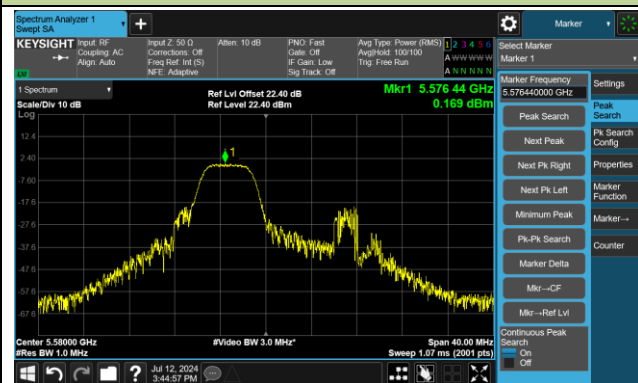 Spectrum Analyzer 1
Swept SA
Marker
KEYSIGHT
Input: RF
Coupling: AC
Align: Auto
Input Z: 50 Ω
Corrections: Off
Freq Ref: Int (S)
NFE: Adaptive
Atten: 10 dB
PNO: Fast
Gate: Off
IF Gain: Low
Sig Track: Off
Avg Type: Power (RMS)
Avg|Hold: 100/100
Trig: Free Run
1 2 3 4 5 6
A W W W W W
A N N N N N
Select Marker
Marker 1
1 Spectrum
Scale/Div 10 dB
Log
Ref Lvl Offset 22.40 dB
Ref Level 22.40 dBm
Mkr1 5.576 44 GHz
0.169 dBm
12.4
2.40
-7.60
-17.6
-27.6
-37.6
-47.6
-57.6
-67.6
1
Center 5.58000 GHz
#Res BW 1.0 MHz
#Video BW 3.0 MHz*
Span 40.00 MHz
Sweep 1.07 ms (2001 pts)
Marker Frequency
5.576440000 GHz
Peak Search
Next Peak
Next Pk Right
Next Pk Left
Minimum Peak
Pk-Pk Search
Marker Delta
Mkr→CF
Mkr→Ref Lvl
Continuous Peak
Search
On
Off
Settings
Peak
Search
Pk Search
Config
Properties
Marker
Function
Marker→
Counter
Jul 12, 2024
3:44:57 PM